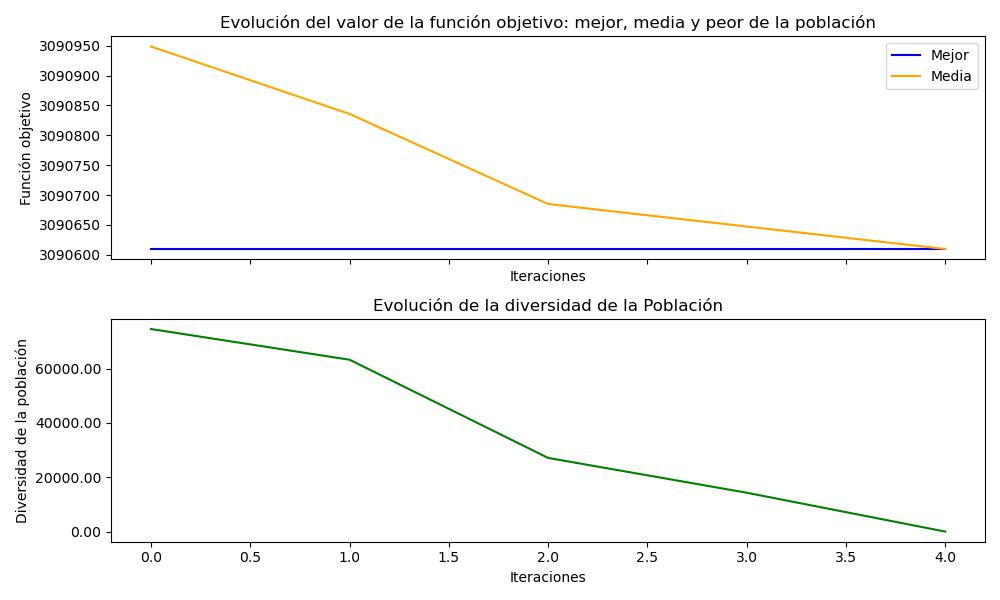 Evolución del valor de la función objetivo: mejor, media y peor de la población
3090950
3090900
3090850
3090800
3090750
3090700
3090650
3090600
Función objetivo
Mejor
Media
Iteraciones
Evolución de la diversidad de la Población
60000.00
40000.00
20000.00
0.00
Diversidad de la población
0.0 0.5 1.0 1.5 2.0 2.5 3.0 3.5 4.0
Iteraciones